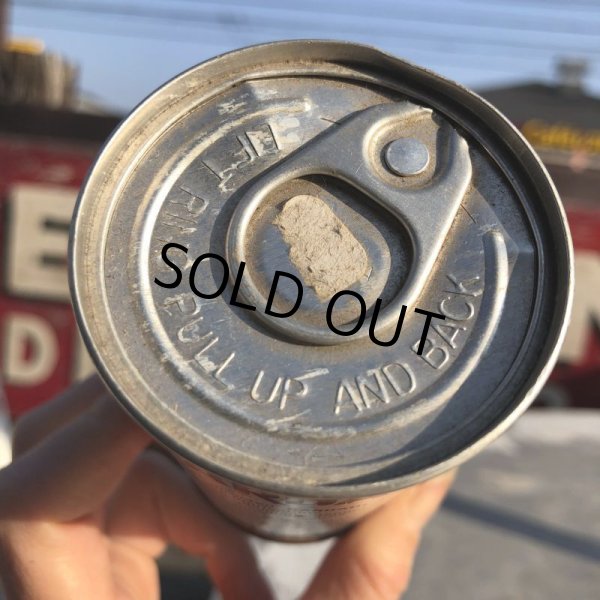 LIFT RING
PULL UP AND BACK
SOLD OUT